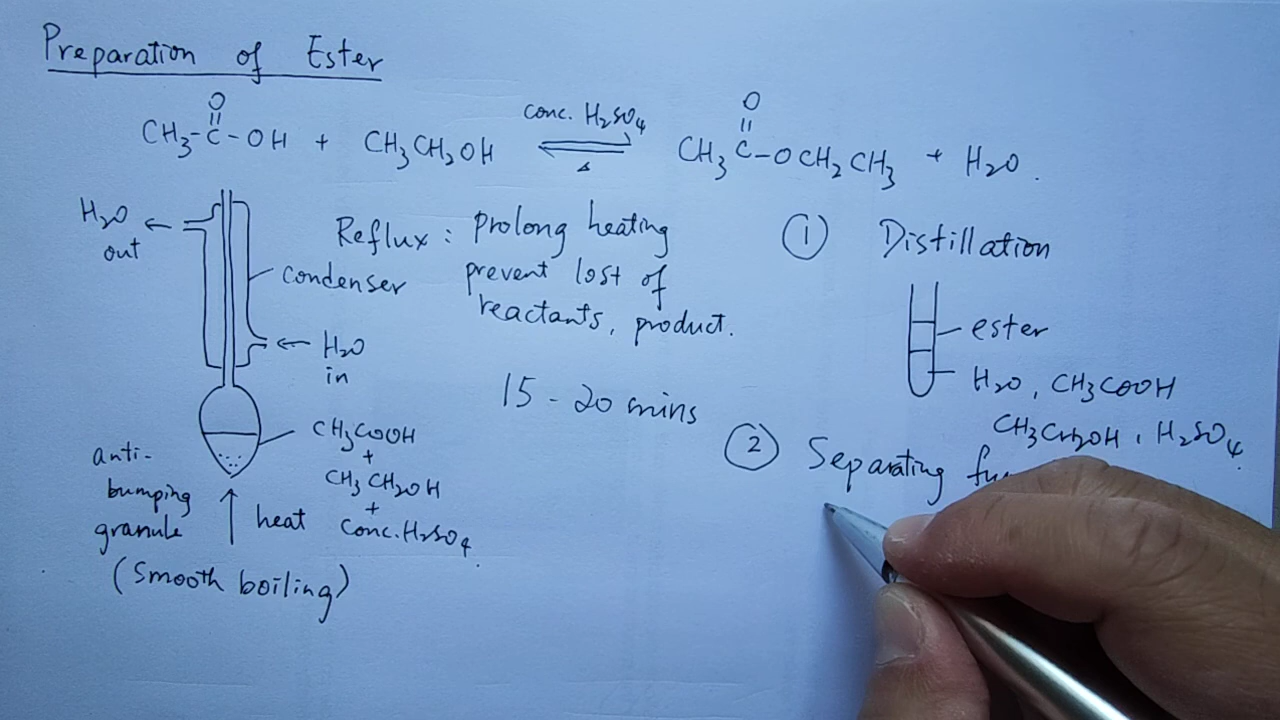 Preparation of Ester
O O
CH3-C-OH + CH3CH2OH conc. H2SO4 ⇌ Δ CH3C-OCH2CH3 + H2O.
H2O out
condenser
H2O in
Reflux: prolong heating
prevent lost of
reactants, product.
15-20 mins
CH3COOH
+
CH3CH2OH
+
Conc. H2SO4.
anti-
bumping
granule
heat
(Smooth boiling)
① Distillation
ester
H2O, CH3COOH
CH3CH2OH, H2SO4.
② Separating